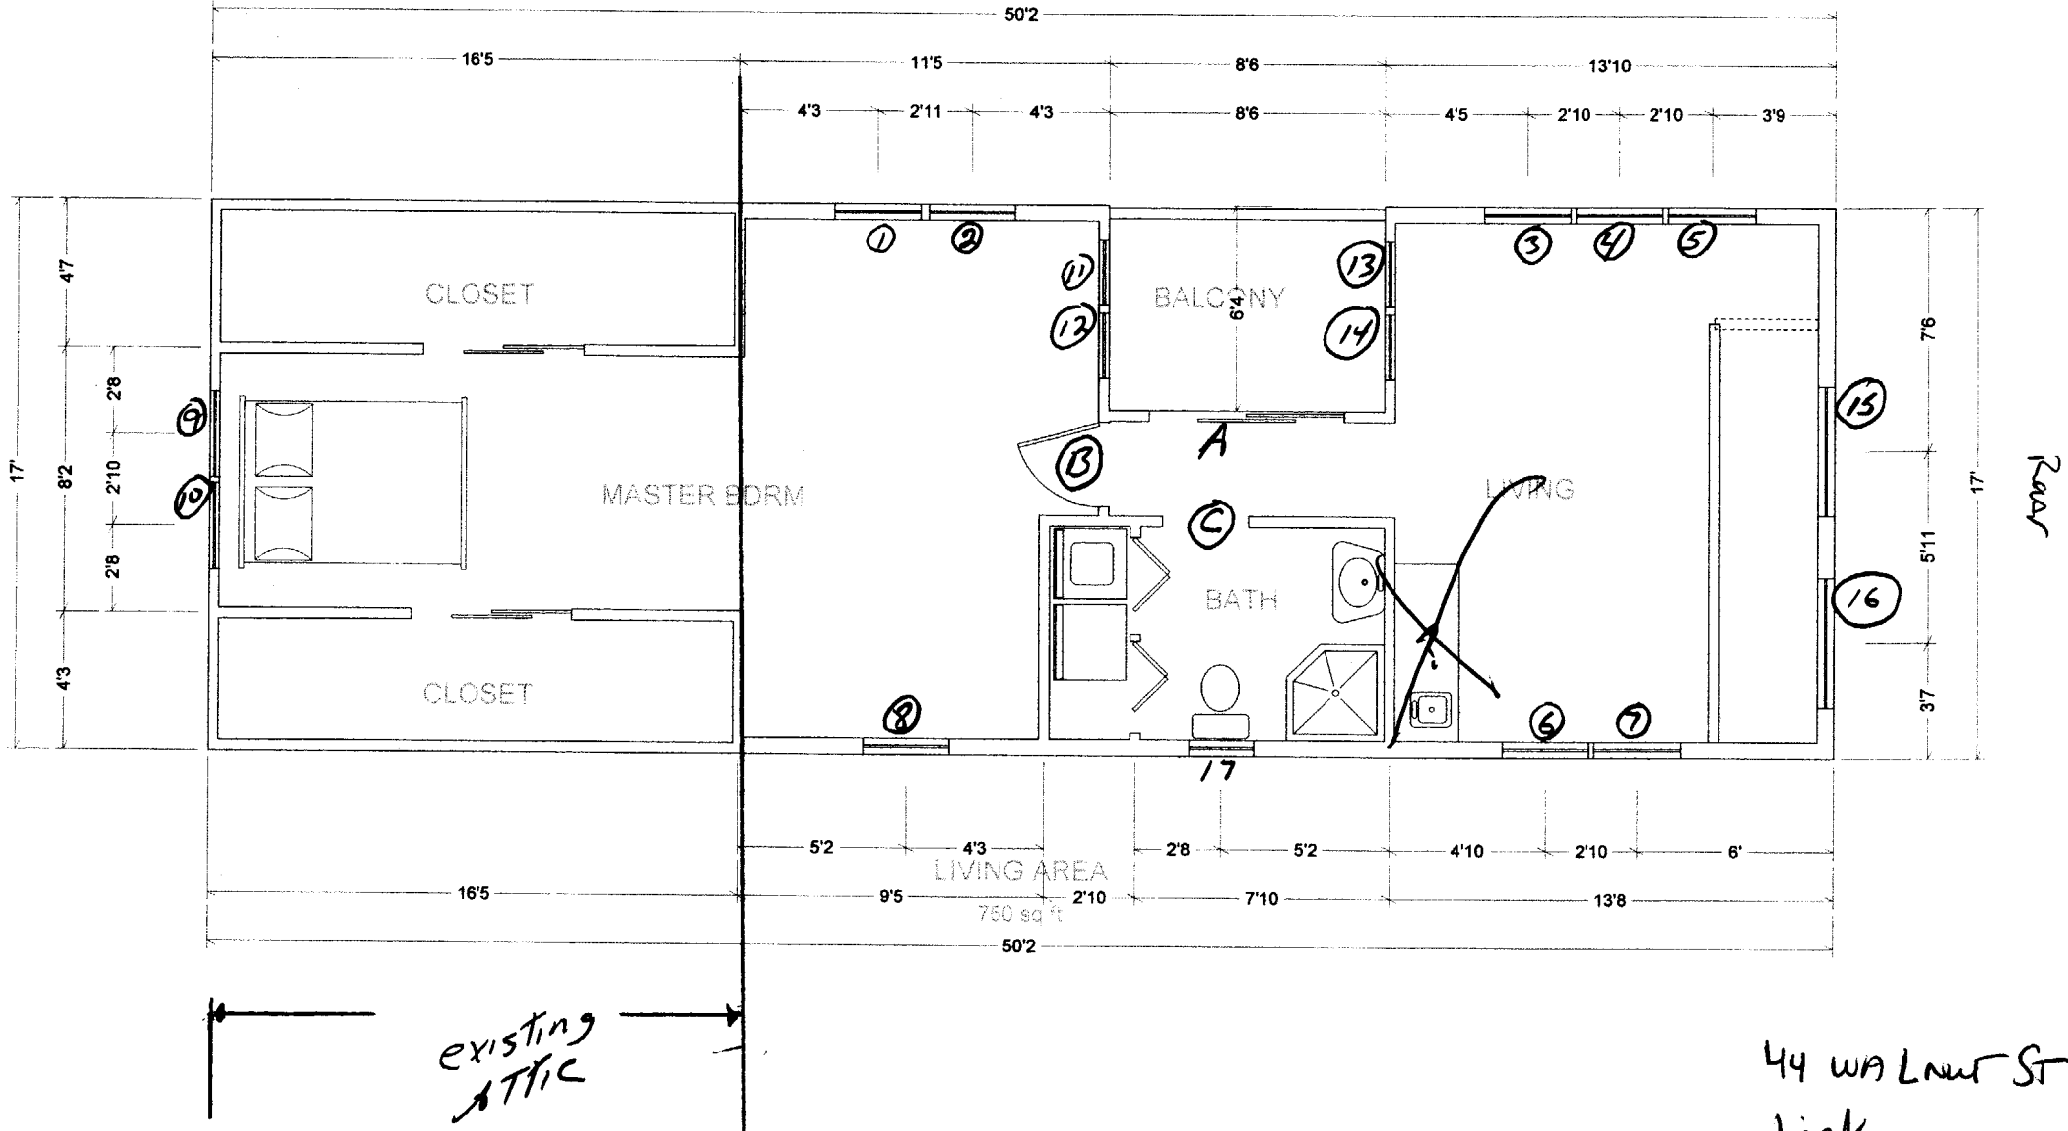 50'2
16'5 11'5 8'6 13'10
4'3 2'11 4'3 8'6 4'5 2'10 2'10 3'9
1 2 3 4 5
CLOSET
11 13
BALCONY
12 14
6'4
4'7
2'8
9
17'
8'2
2'10
10
2'8
4'3
7'6
15
17'
5'11
16
3'7
Rear
A
B
MASTER BDRM
LIVING
C
BATH
CLOSET
8 6 7
17
5'2 4'3 2'8 5'2 4'10 2'10 6'
LIVING AREA
16'5 9'5 2'10 7'10 13'8
750 sq ft
50'2
existing
ATTIC
44 WALNUT ST